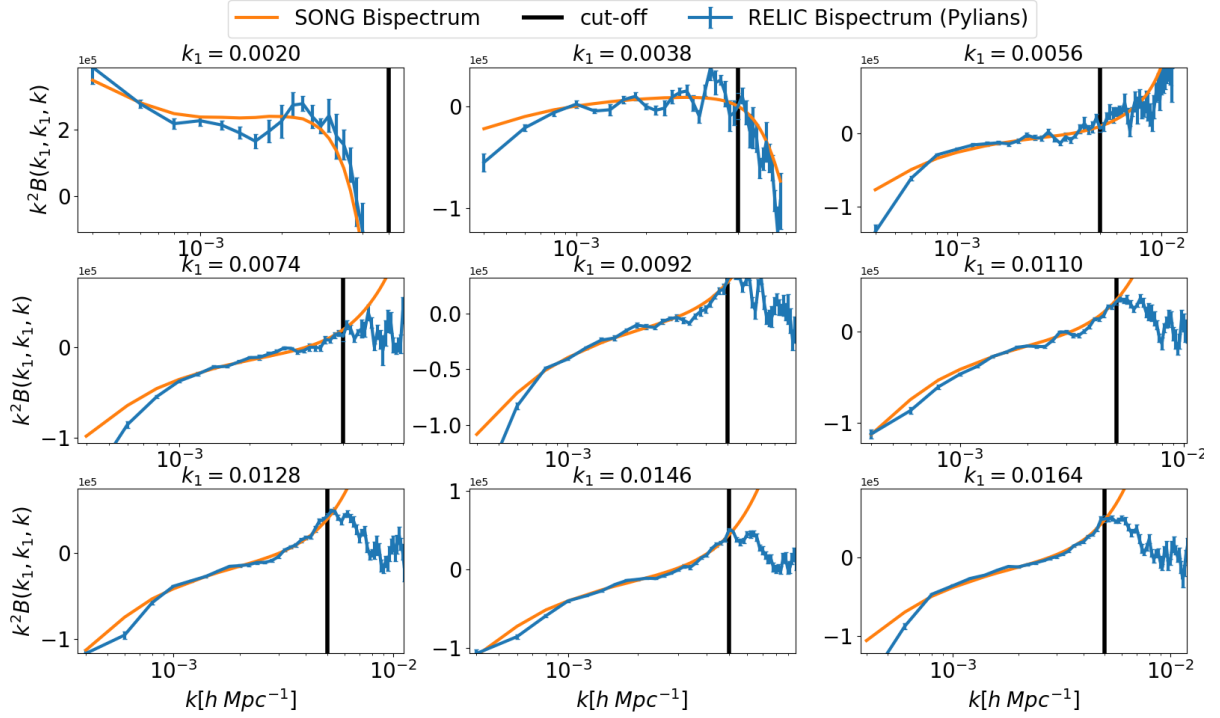 SONG Bispectrum cut-off RELIC Bispectrum (Pylians)
k₁ = 0.0020 k₁ = 0.0038 k₁ = 0.0056
1e5 1e5 1e5
k²B(k₁, k₁, k)
2
0
0
−1
0
−1
10⁻³ 10⁻³ 10⁻³ 10⁻²
k₁ = 0.0074 k₁ = 0.0092 k₁ = 0.0110
1e5 1e5 1e5
k²B(k₁, k₁, k)
0
−1
0.0
−0.5
−1.0
0
−1
10⁻³ 10⁻³ 10⁻³ 10⁻²
k₁ = 0.0128 k₁ = 0.0146 k₁ = 0.0164
1e5 1e5 1e5
k²B(k₁, k₁, k)
0
−1
1
0
−1
0
−1
10⁻³ 10⁻² 10⁻³ 10⁻³ 10⁻²
k[h Mpc⁻¹] k[h Mpc⁻¹] k[h Mpc⁻¹]